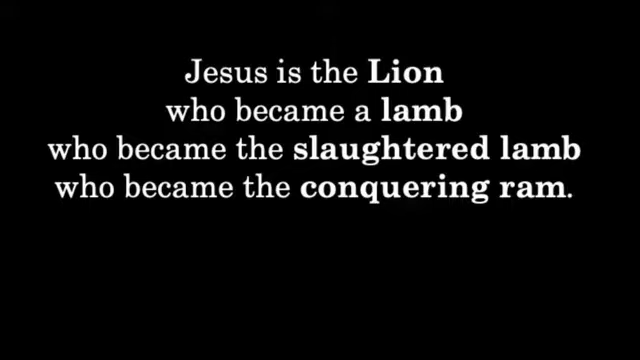 Jesus is the Lion
who became a lamb
who became the slaughtered lamb
who became the conquering ram.